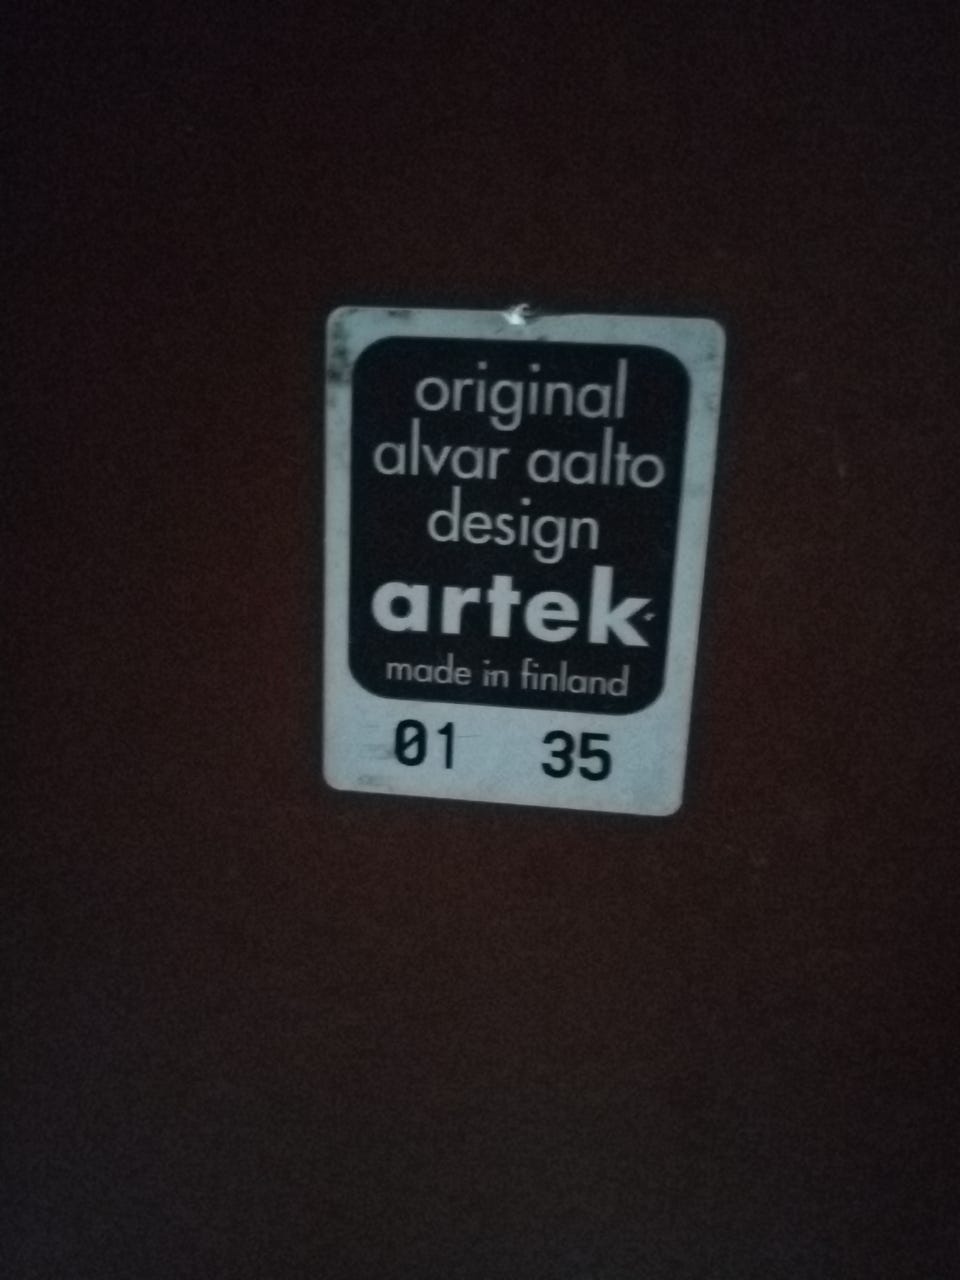 original
alvar aalto
design
artek
made in finland
01 35